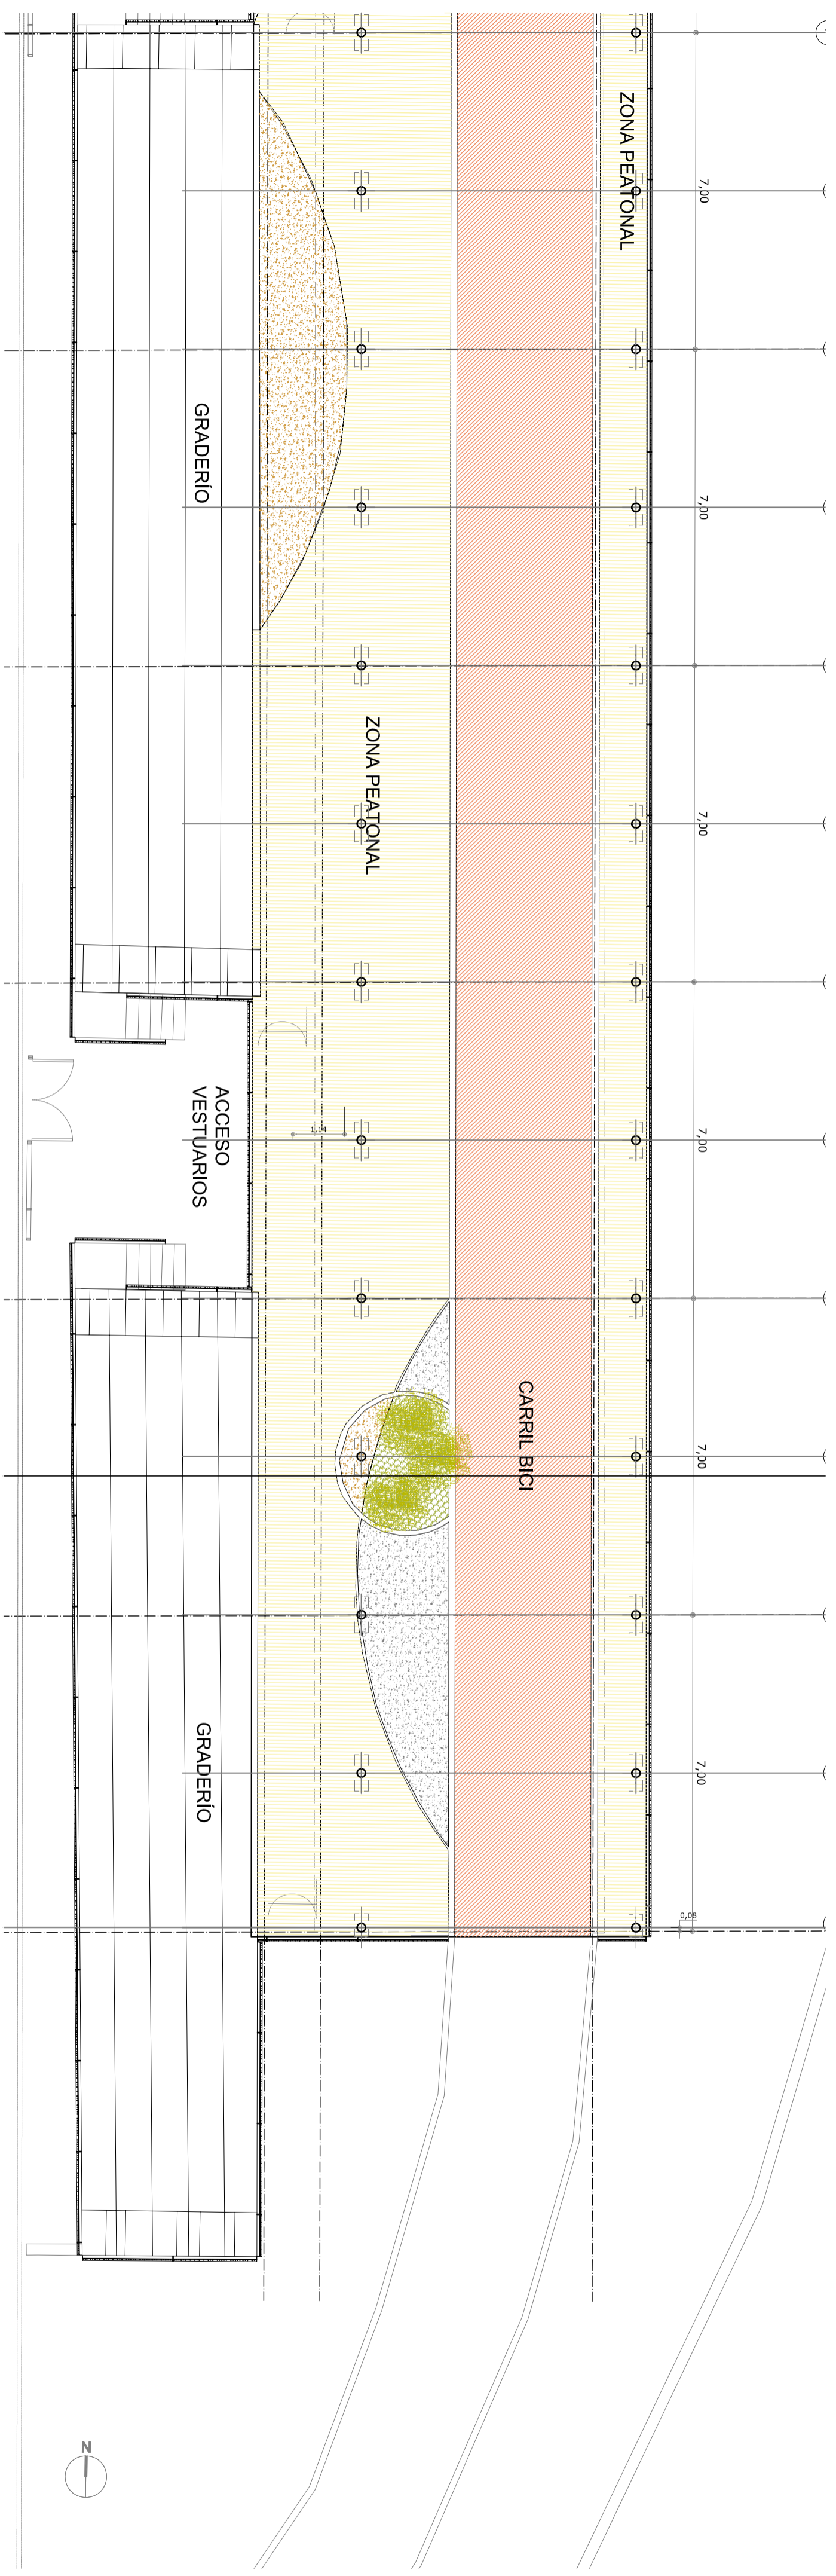 ZONA PEATONAL
7,00
GRADERÍO
7,00
ZONA PEATONAL
7,00
ACCESO
VESTUARIOS
1,14
7,00
CARRIL BICI
7,00
GRADERÍO
7,00
0,08
N